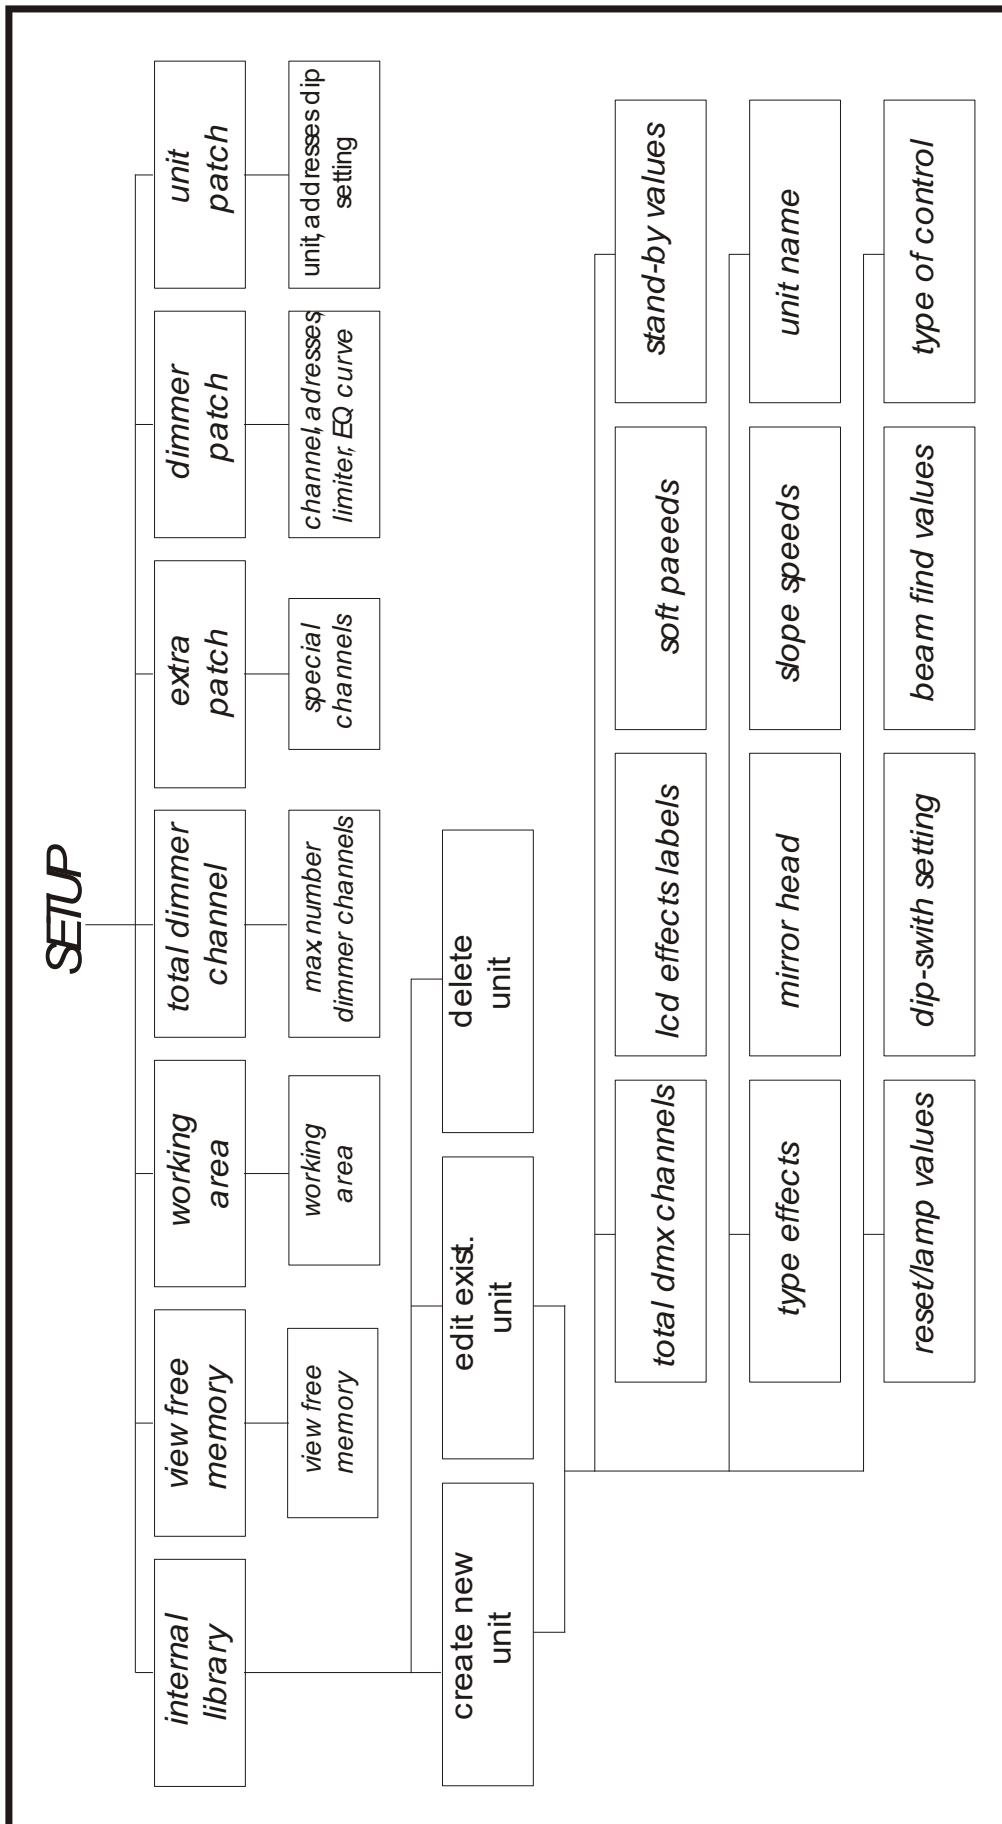 SETUP
internal
library
view free
memory
working
area
total dimmer
channel
extra
patch
dimmer
patch
unit
patch
view free
memory
working
area
max, number
dimmer channels
special
channels
channel, adresses,
limiter, EQ curve
unit, addresses dip
setting
create new
unit
edit exist.
unit
delete
unit
total dmx channels
lcd effects labels
soft paeeds
stand-by values
type effects
mirror head
slope speeds
unit name
reset/lamp values
dip-swith setting
beam find values
type of control